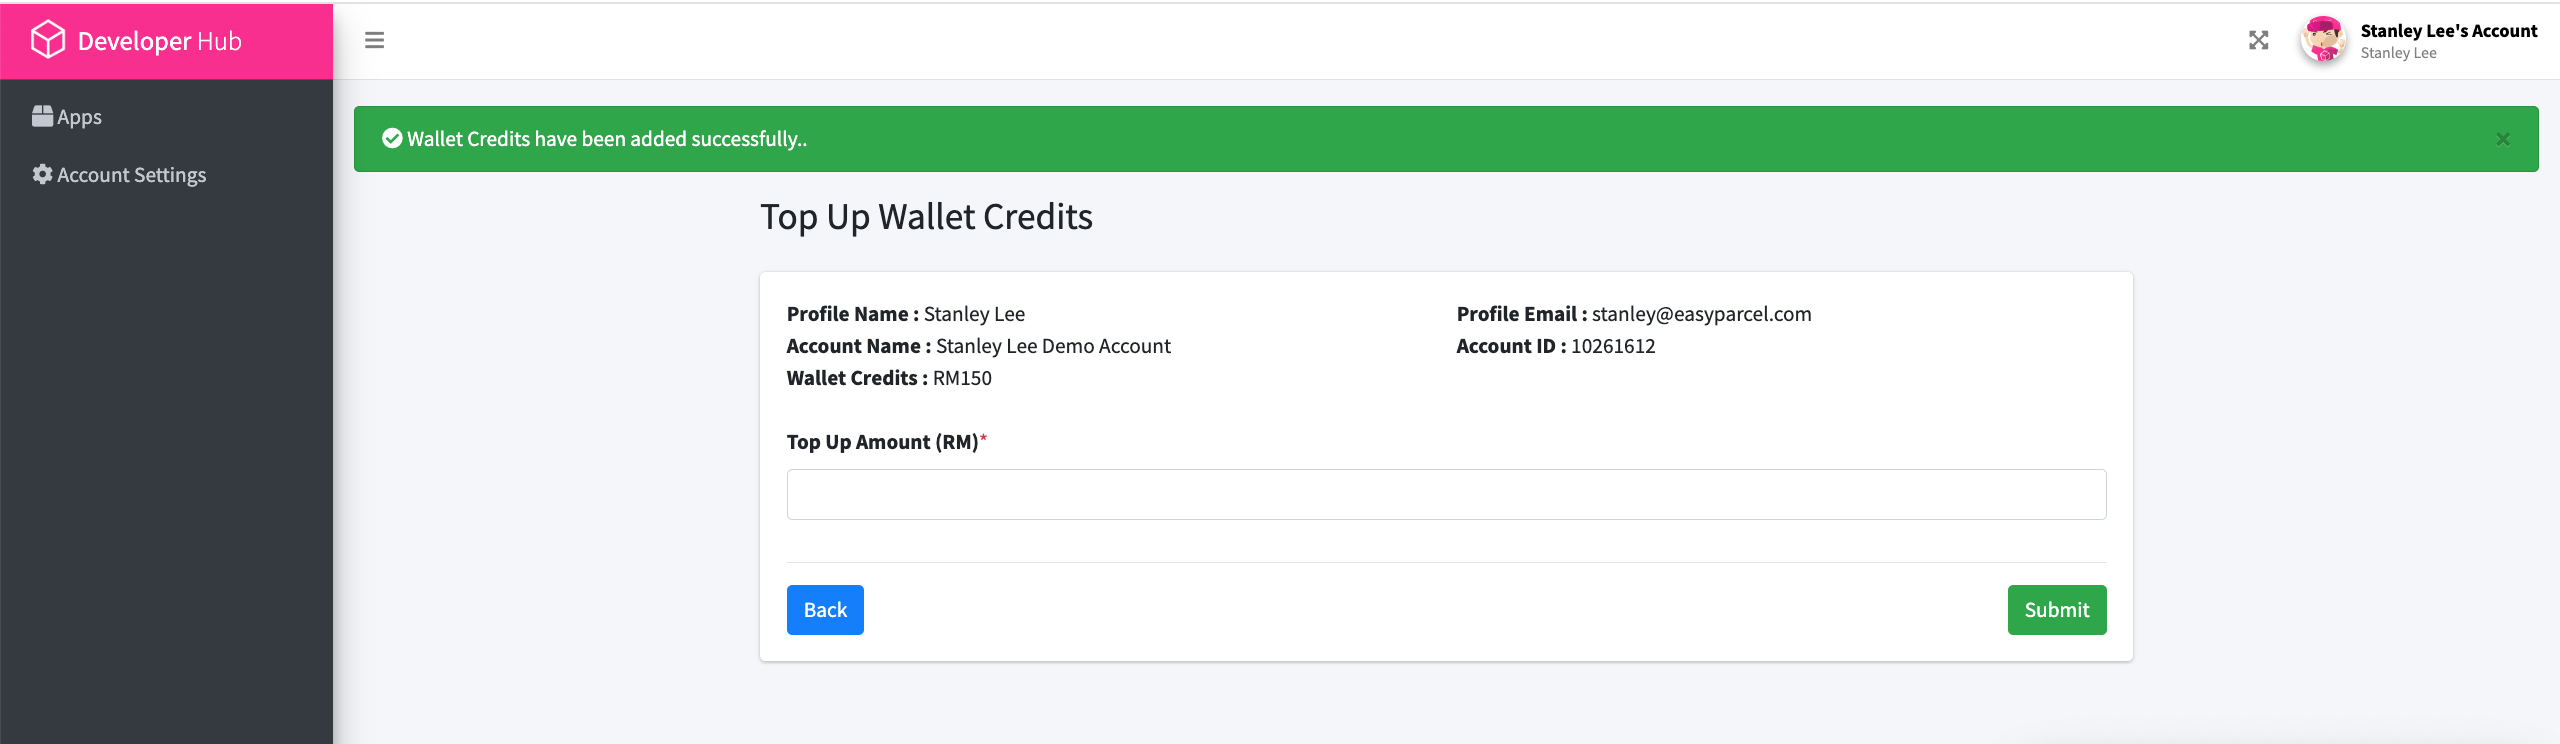 Developer Hub
Stanley Lee's Account
Stanley Lee
Apps
Account Settings
Wallet Credits have been added successfully..
×
Top Up Wallet Credits
Profile Name : Stanley Lee
Profile Email : stanley@easyparcel.com
Account Name : Stanley Lee Demo Account
Account ID : 10261612
Wallet Credits : RM150
Top Up Amount (RM)*
Back
Submit